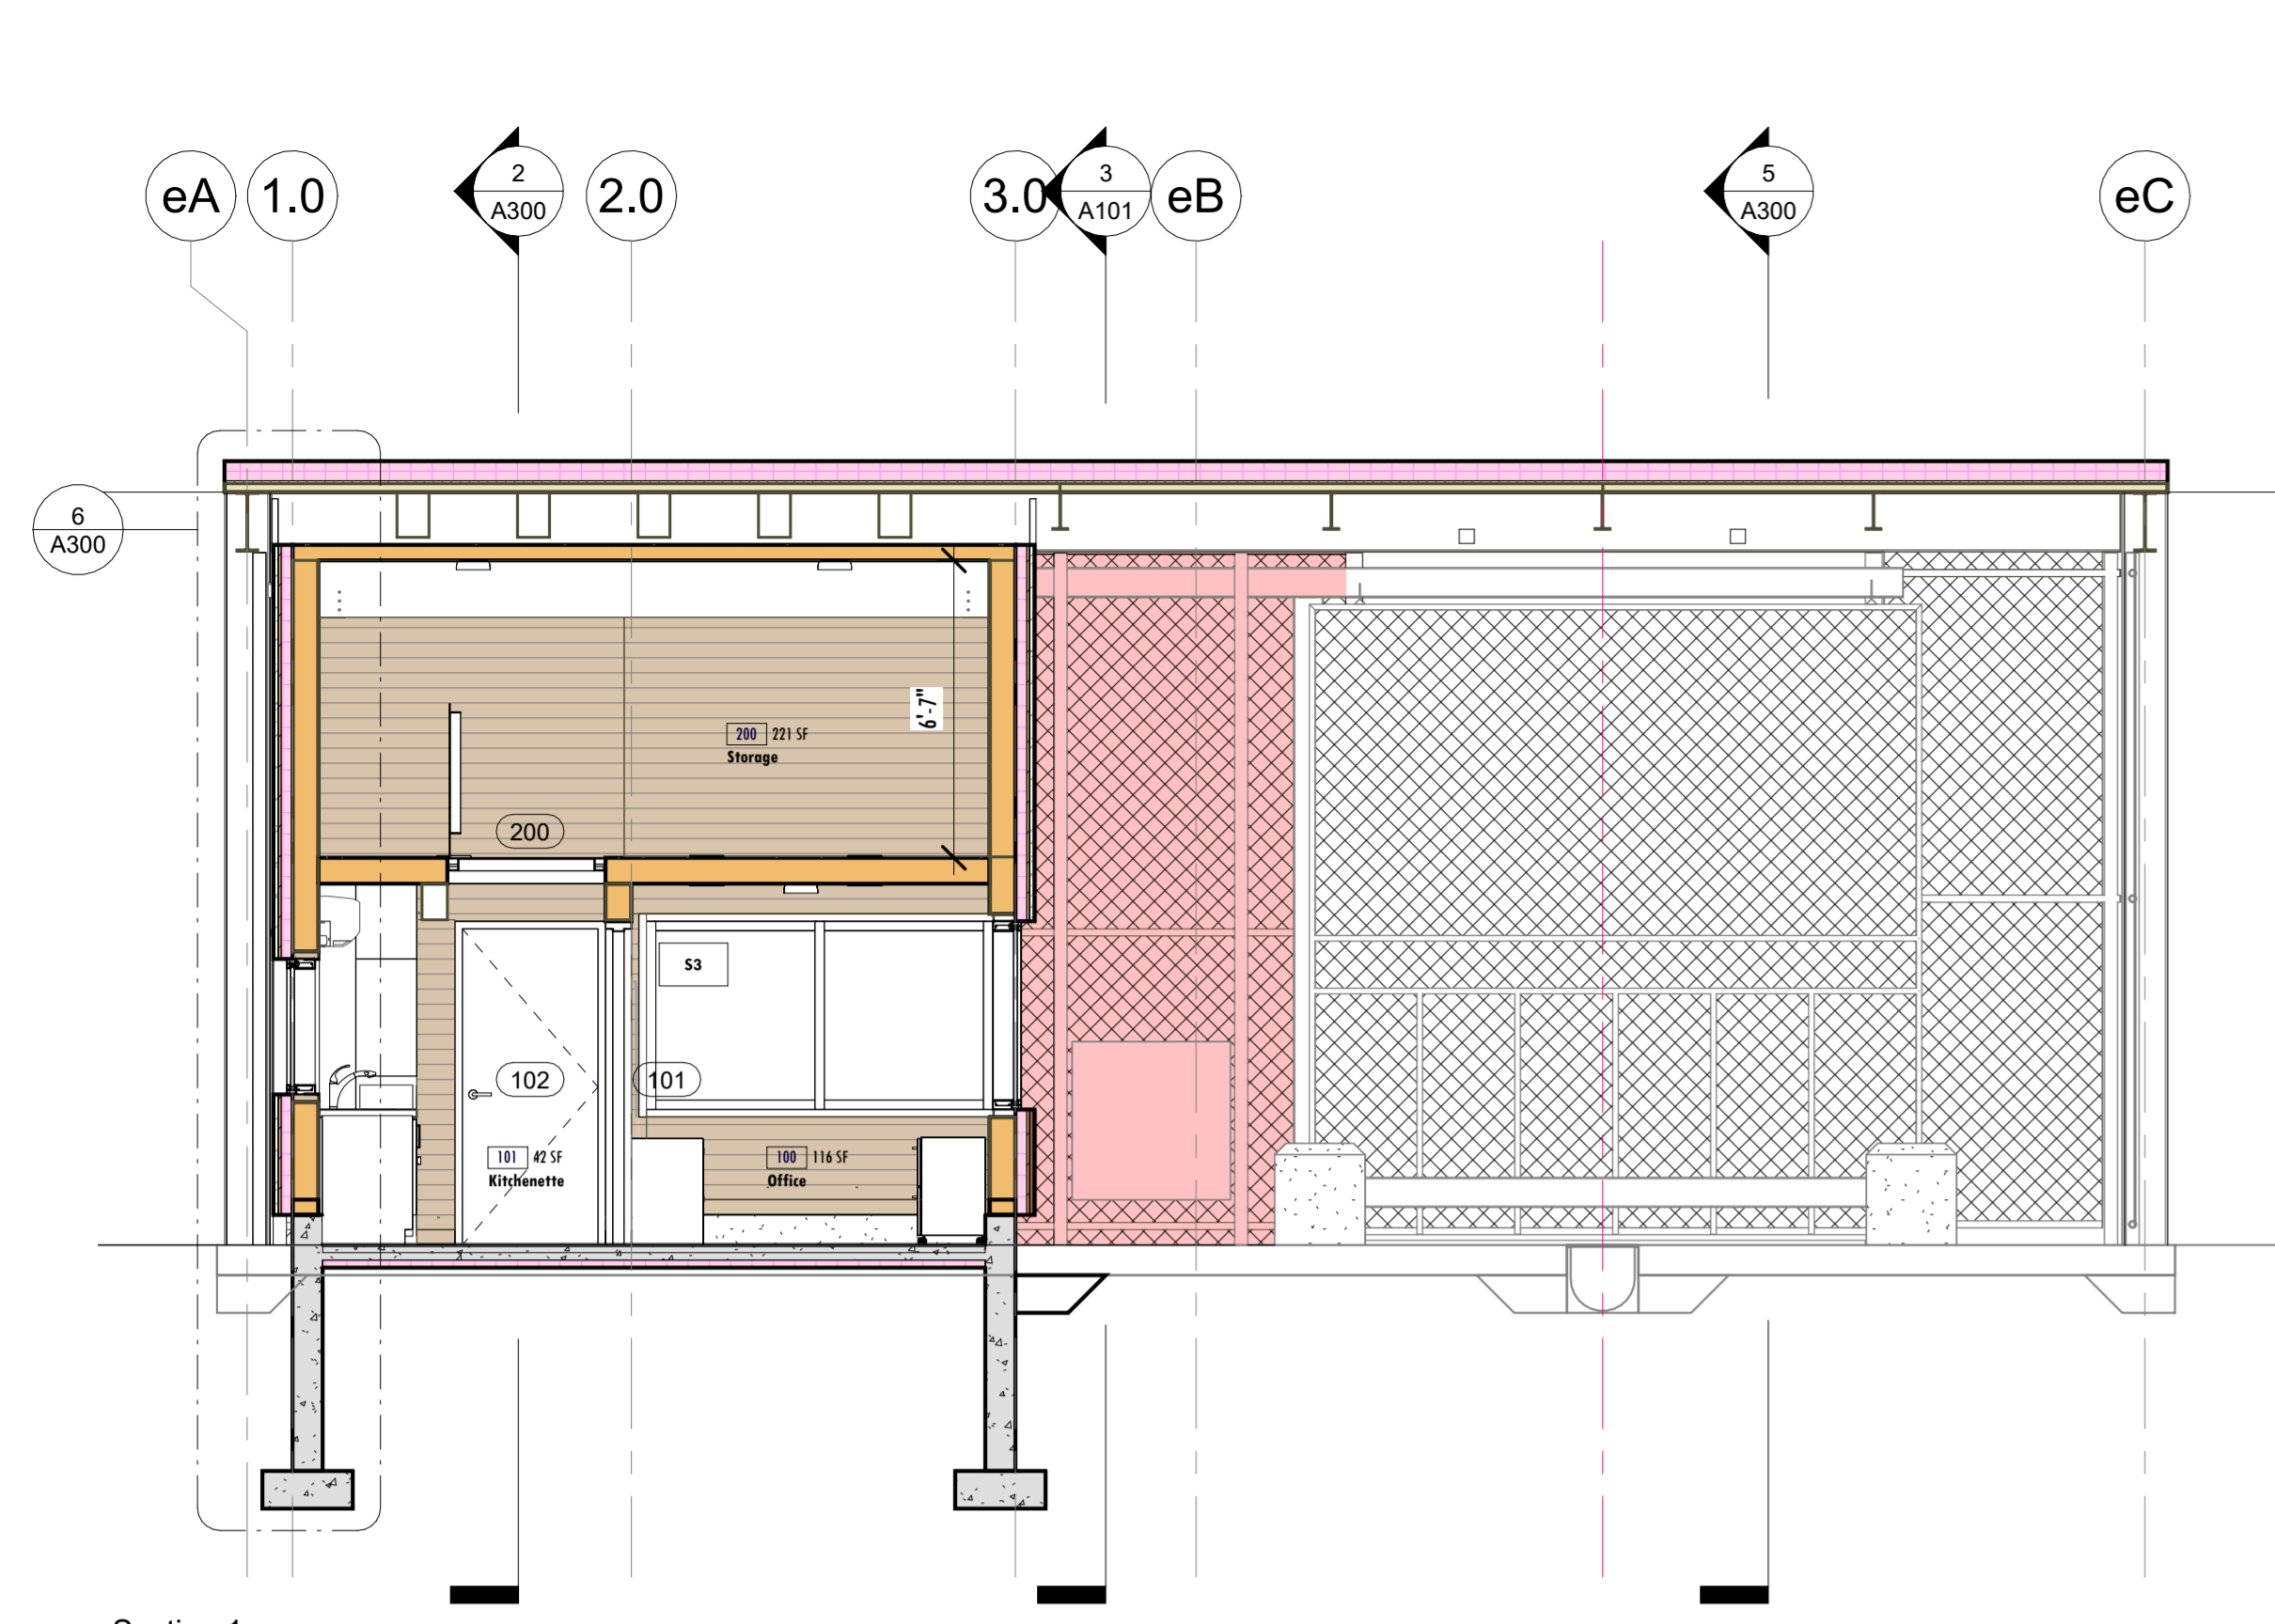 eA
1.0
2
A300
2.0
3.0
3
A101
eB
5
A300
eC
6
A300
6'-7"
200 221 SF
Storage
200
S3
102
101
101 42 SF
Kitchenette
100 116 SF
Office